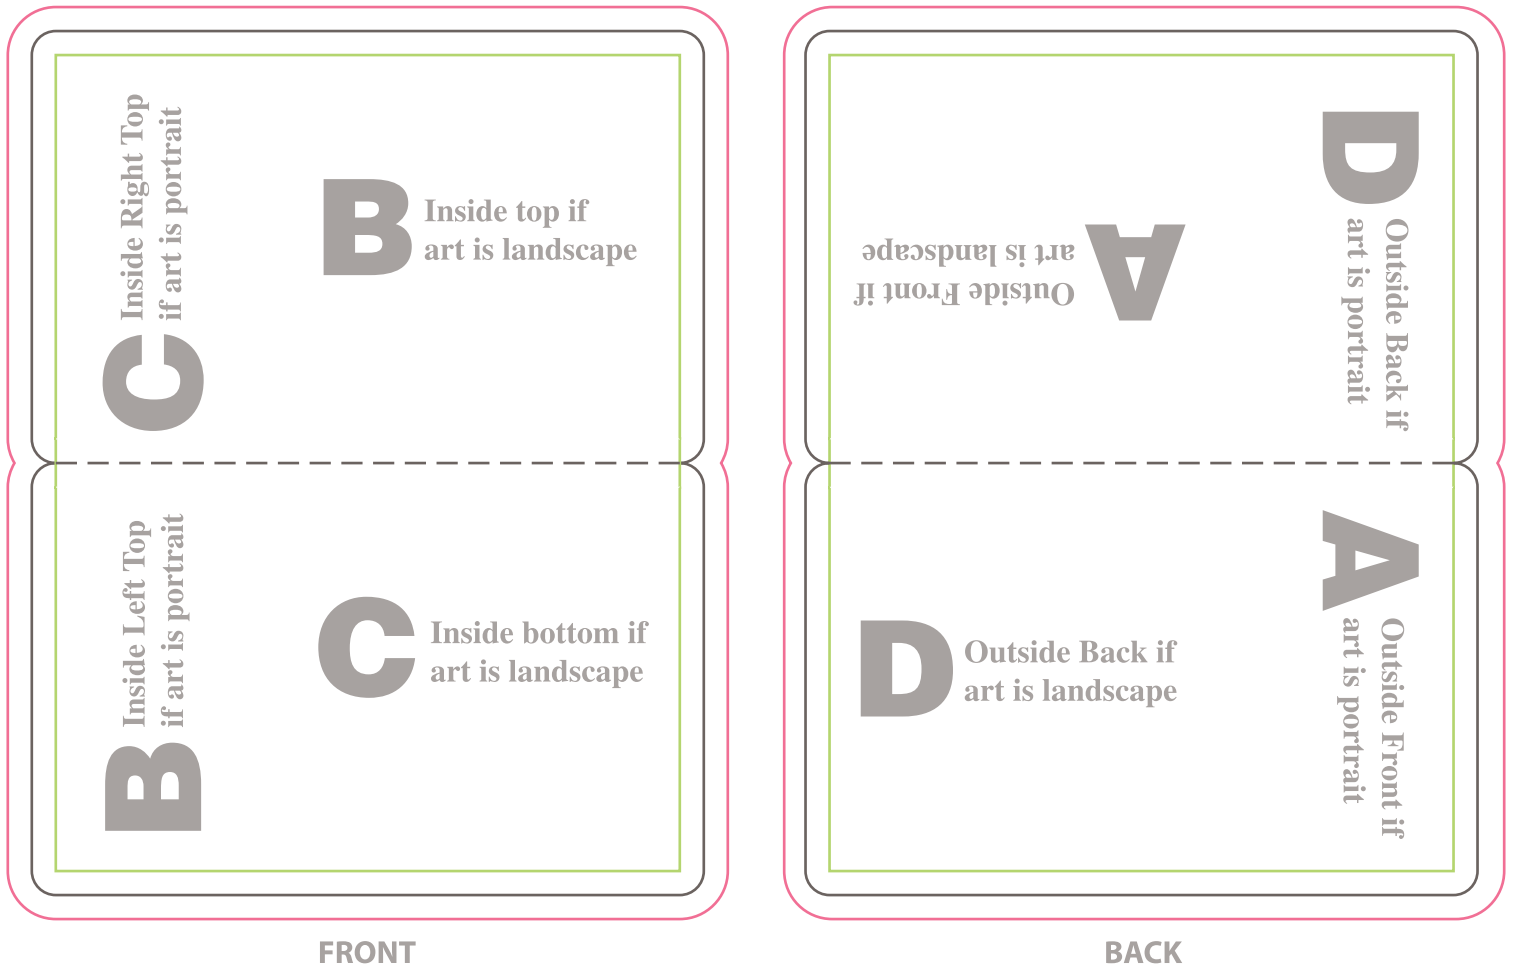 C
Inside Right Top
if art is portrait
B
Inside top if
art is landscape
B
Inside Left Top
if art is portrait
C
Inside bottom if
art is landscape
FRONT
A
Outside Front if
art is landscape
D
Outside Back if
art is portrait
D
Outside Back if
art is landscape
A
Outside Front if
art is portrait
BACK